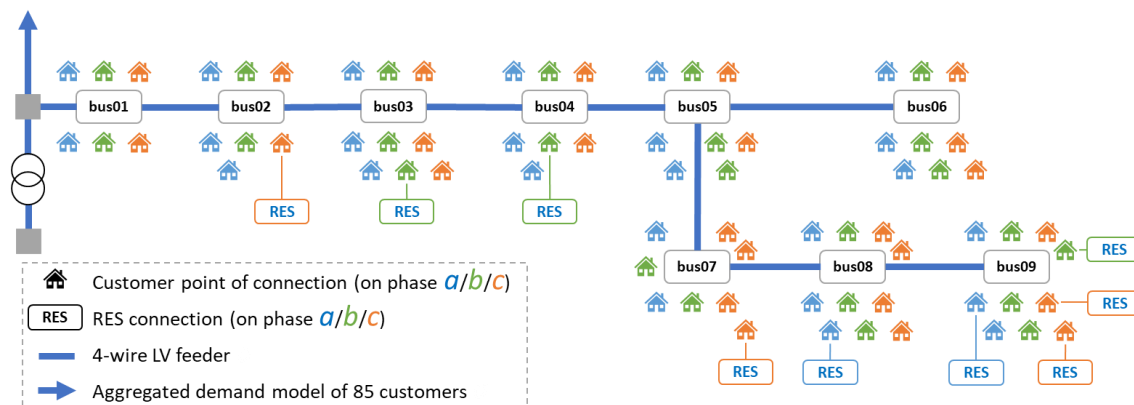 bus01 bus02 bus03 bus04 bus05 bus06
RES RES RES
RES
bus07 bus08 bus09
RES
RES RES RES RES
Customer point of connection (on phase a/b/c)
RES RES connection (on phase a/b/c)
4-wire LV feeder
Aggregated demand model of 85 customers